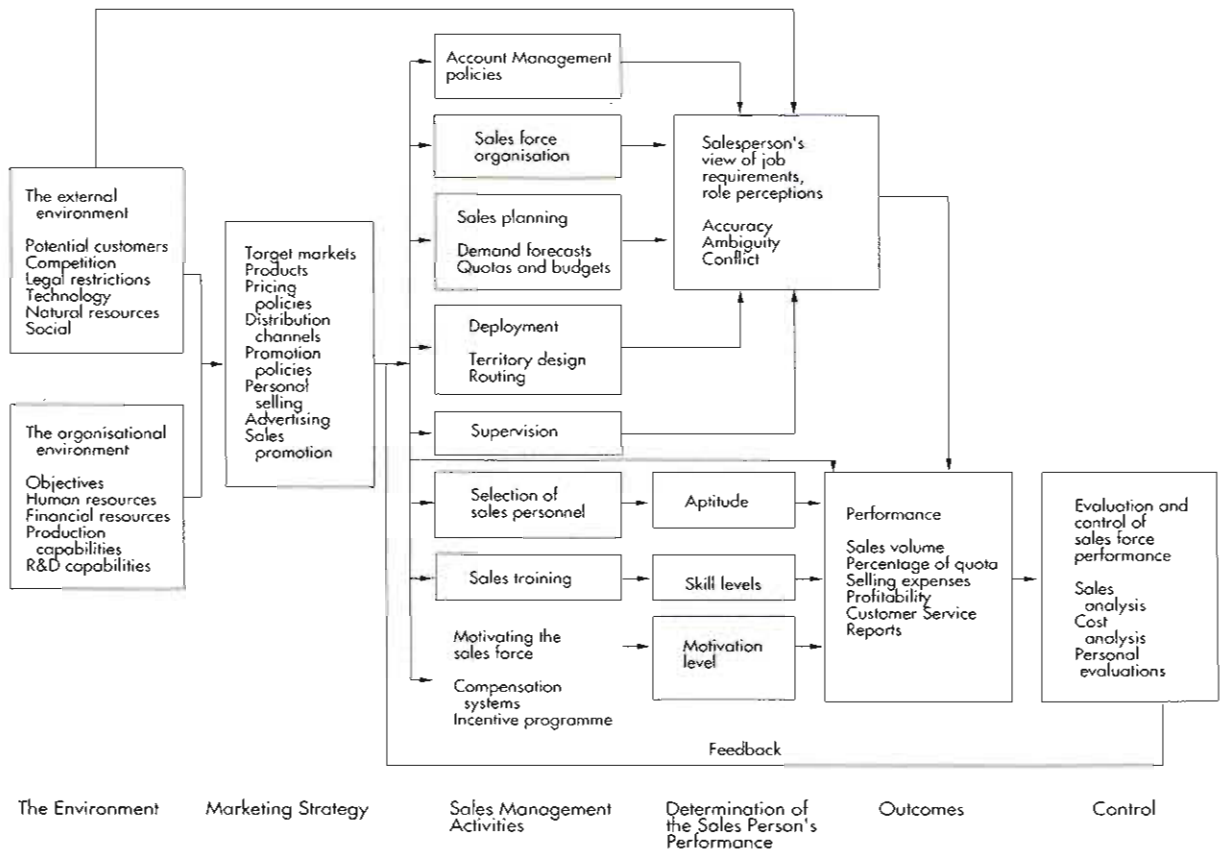 Account Management
policies
Sales force
organisation
Sales planning
Demand forecasts
Quotas and budgets
Deployment
Territory design
Routing
Supervision
Selection of
sales personnel
Sales training
Motivating the
sales force
Compensation
systems
Incentive programme
The external
environment
Potential customers
Competition
Legal restrictions
Technology
Natural resources
Social
The organisational
environment
Objectives
Human resources
Financial resources
Production
capabilities
R&D capabilities
Target markets
Products
Pricing
policies
Distribution
channels
Promotion
policies
Personal
selling
Advertising
Sales
promotion
Salesperson's
view of job
requirements,
role perceptions
Accuracy
Ambiguity
Conflict
Aptitude
Skill levels
Motivation
level
Performance
Sales volume
Percentage of quota
Selling expenses
Profitability
Customer Service
Reports
Evaluation and
control of
sales force
performance
Sales
analysis
Cost
analysis
Personal
evaluations
Feedback
The Environment
Marketing Strategy
Sales Management
Activities
Determination of
the Sales Person's
Performance
Outcomes
Control